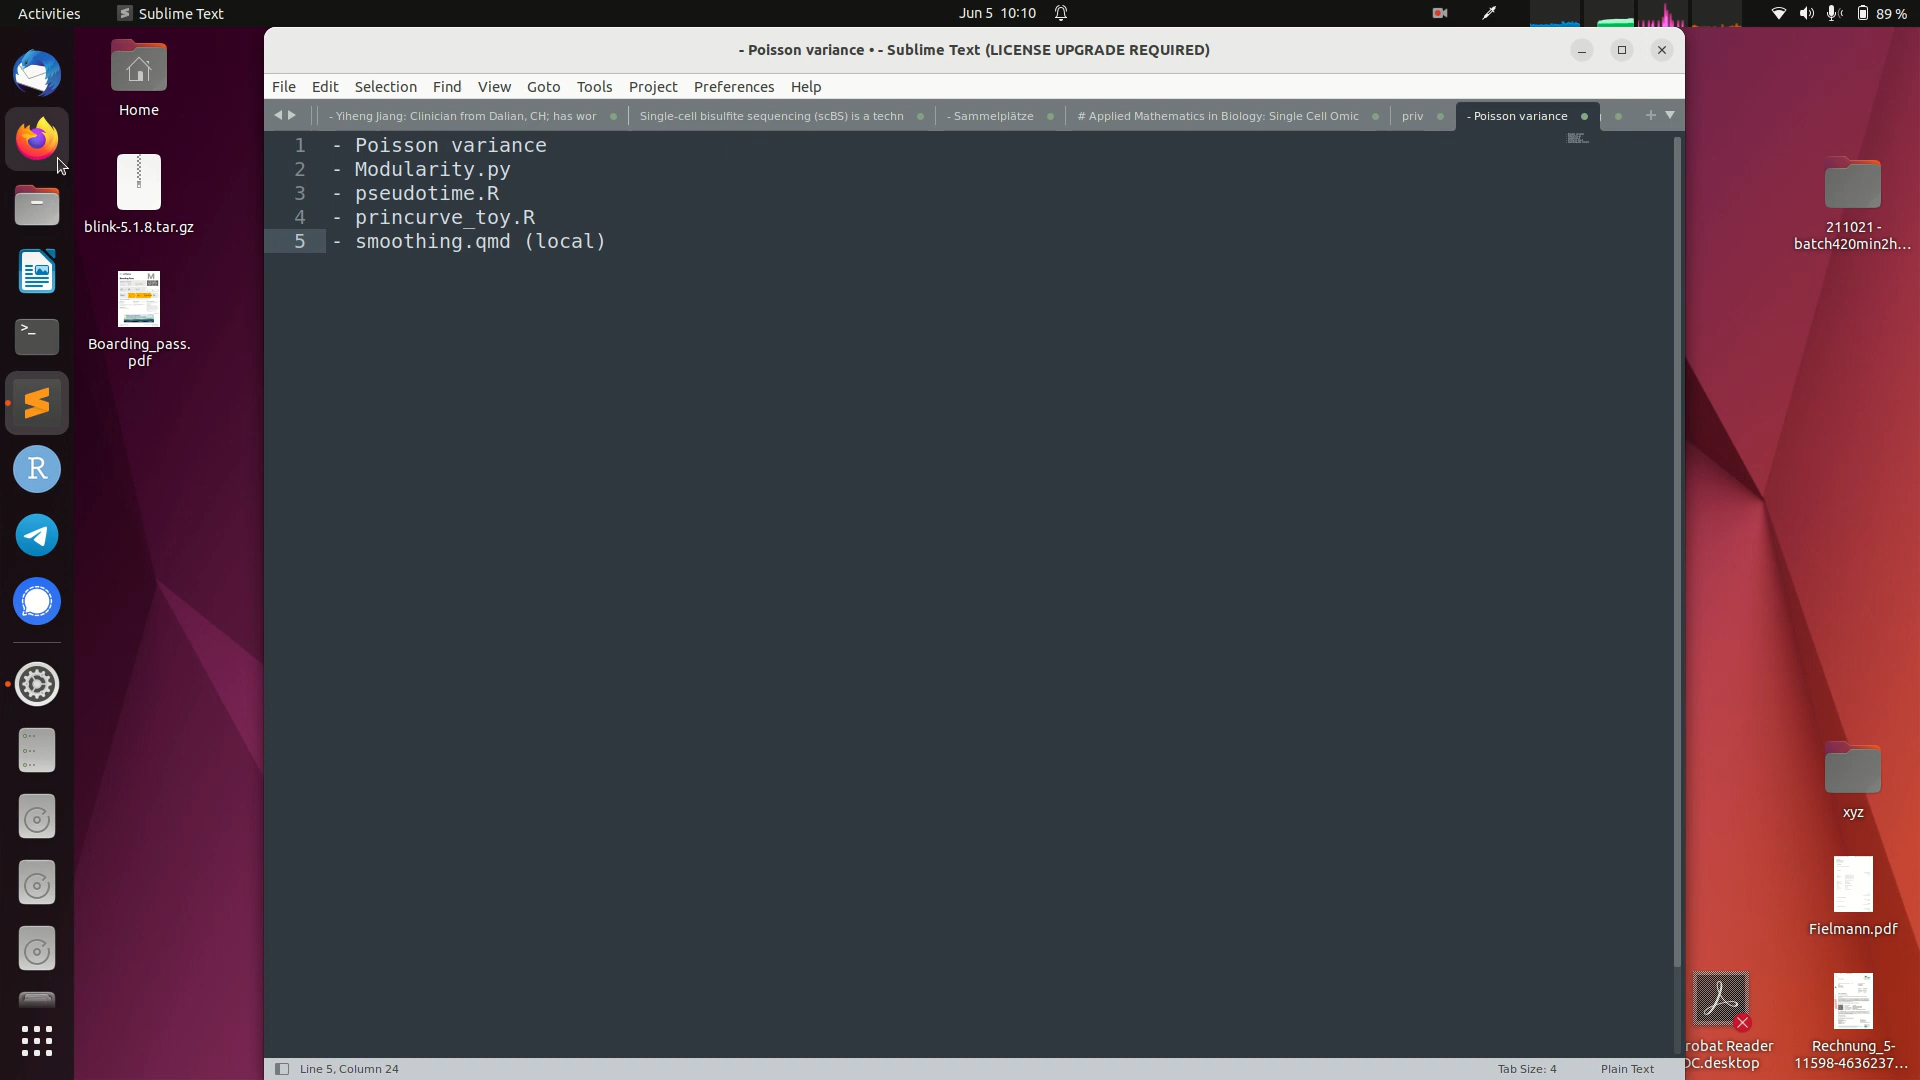 Activities
Sublime Text
Jun 5 10:10
89 %
- Poisson variance • - Sublime Text (LICENSE UPGRADE REQUIRED)
File Edit Selection Find View Goto Tools Project Preferences Help
- Yiheng Jiang: Clinician from Dalian, CH; has wor
Single-cell bisulfite sequencing (scBS) is a techn
- Sammelplätze
# Applied Mathematics in Biology: Single Cell Omic
priv
- Poisson variance
1 - Poisson variance
2 - Modularity.py
3 - pseudotime.R
4 - princurve_toy.R
5 - smoothing.qmd (local)
Home
blink-5.1.8.tar.gz
Boarding_pass.
pdf
211021 -
batch420min2h...
xyz
Fielmann.pdf
robat Reader
DC.desktop
Rechnung_5-
11598-4636237...
Line 5, Column 24
Tab Size: 4
Plain Text